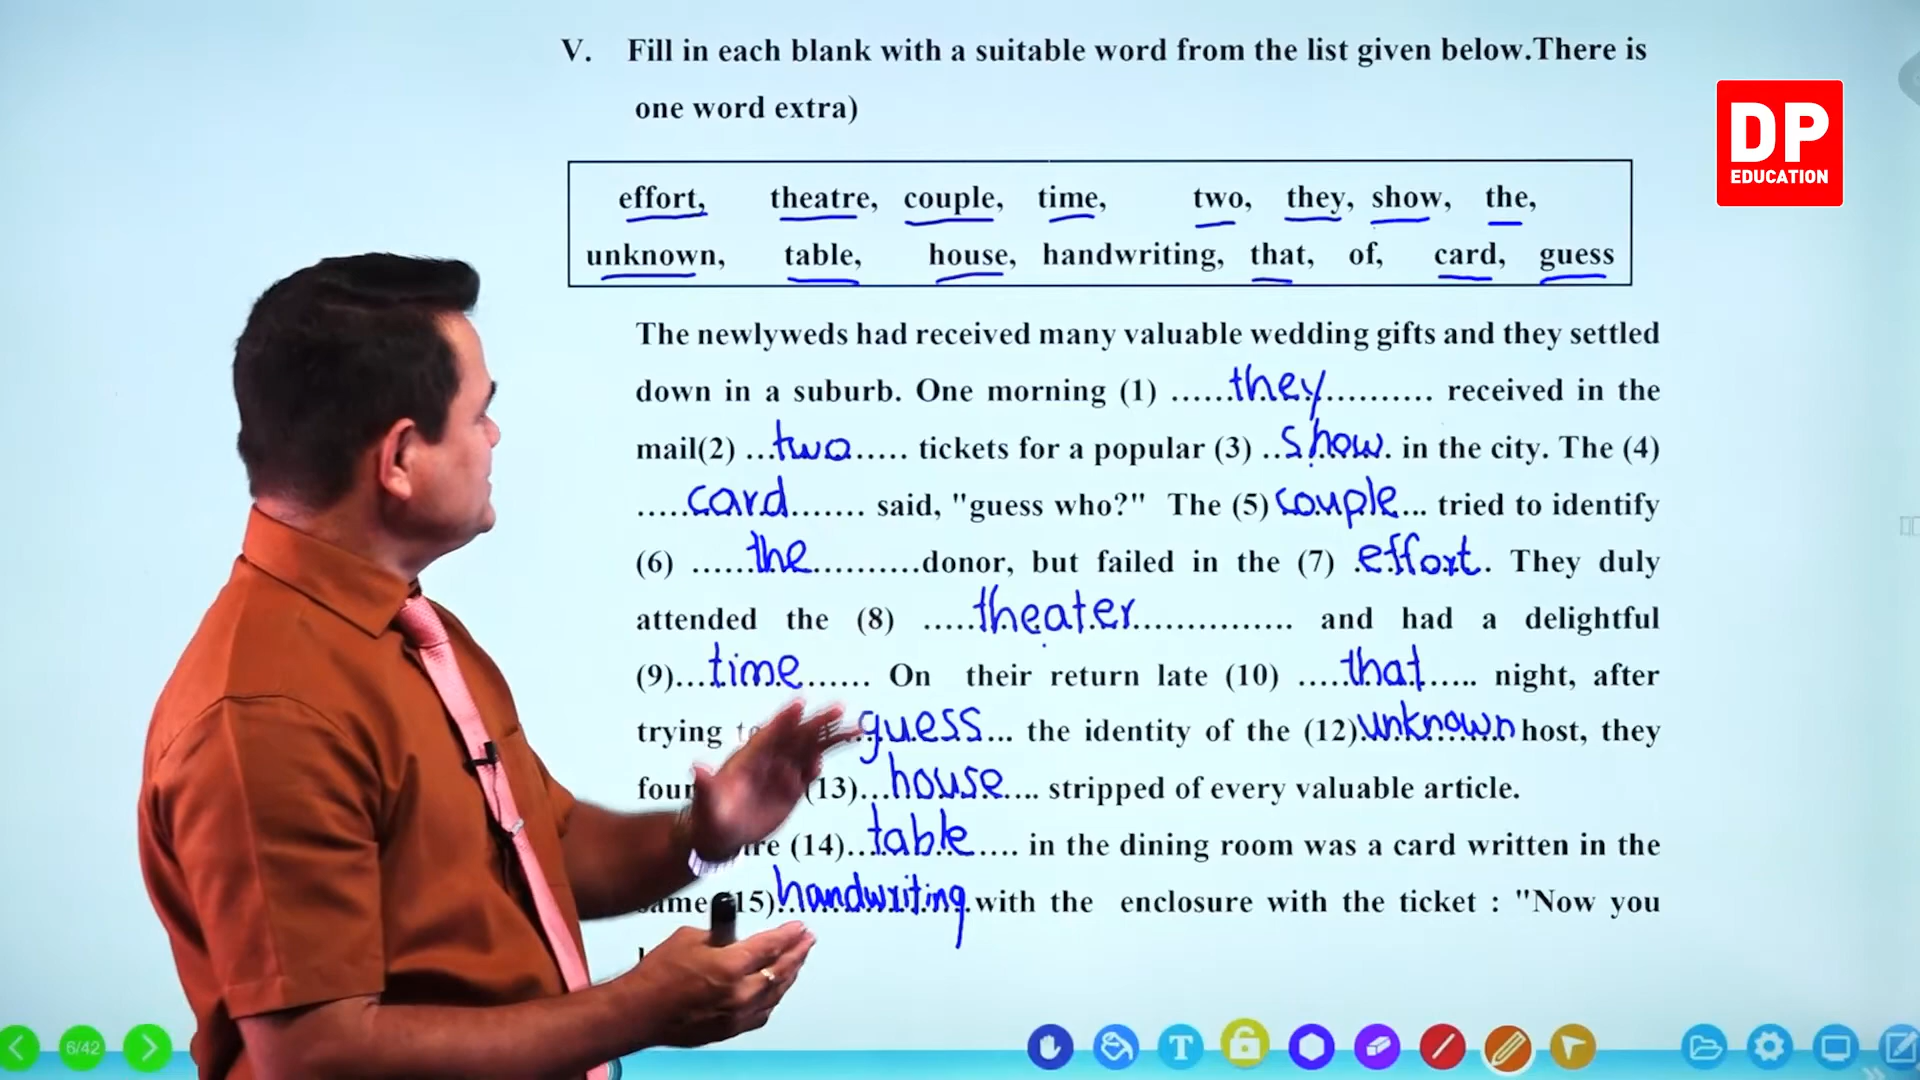 V. Fill in each blank with a suitable word from the list given below.There is
one word extra)
DP
EDUCATION
effort, theatre, couple, time, two, they, show, the,
unknown, table, house, handwriting, that, of, card, guess
The newlyweds had received many valuable wedding gifts and they settled
down in a suburb. One morning (1) ......they.......... received in the
mail(2) ...two..... tickets for a popular (3) ..show. in the city. The (4)
.....card....... said, "guess who?" The (5) couple... tried to identify
(6) ......the..........donor, but failed in the (7) .effort. They duly
attended the (8) .....theater............... and had a delightful
(9)...time...... On their return late (10) .....that..... night, after
trying guess... the identity of the (12).unknown host, they
(13)...house.... stripped of every valuable article.
(14)..table.... in the dining room was a card written in the
same 15).handwriting.with the enclosure with the ticket : "Now you
6/42
T